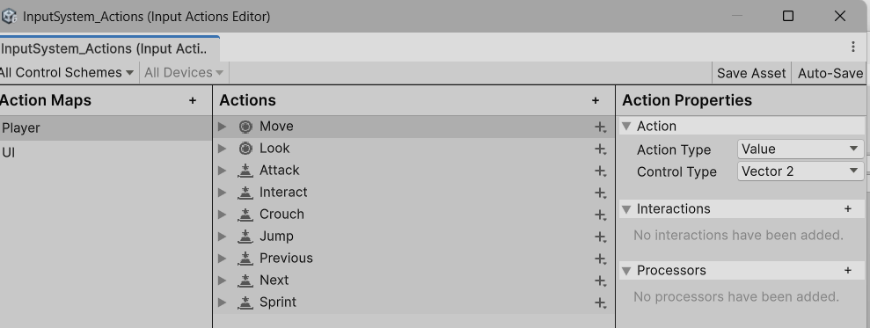 InputSystem_Actions (Input Actions Editor)
InputSystem_Actions (Input Acti..
All Control Schemes All Devices Save Asset Auto-Save
Action Maps + Actions + Action Properties
Player
UI
Move
Look
Attack
Interact
Crouch
Jump
Previous
Next
Sprint
Action
Action Type Value
Control Type Vector 2
Interactions +
No interactions have been added.
Processors +
No processors have been added.